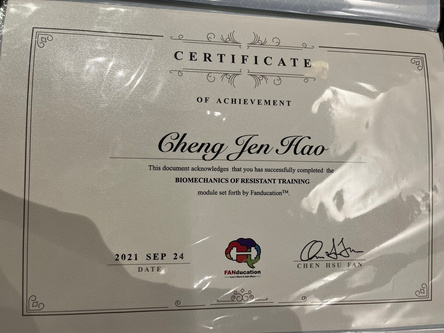 CERTIFICATE
OF ACHIEVEMENT
Cheng Jen Hao
This document acknowledges that you has successfully completed the
BIOMECHANICS OF RESISTANT TRAINING
module set forth by Fanducation™.
2021 SEP 24
DATE
FANducation
CHEN HSU FAN